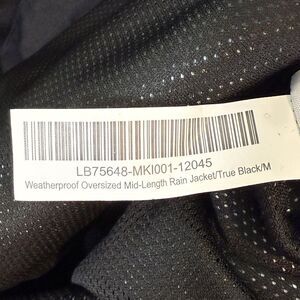 LB75648-MKI001-12045
Weatherproof Oversized Mid-Length Rain Jacket/True Black/M